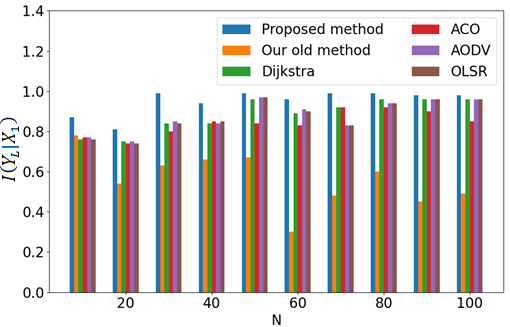 1.4
1.2
1.0
0.8
0.6
0.4
0.2
0.0
I(Y_L|X_1)
Proposed method
Our old method
Dijkstra
ACO
AODV
OLSR
20 40 60 80 100
N